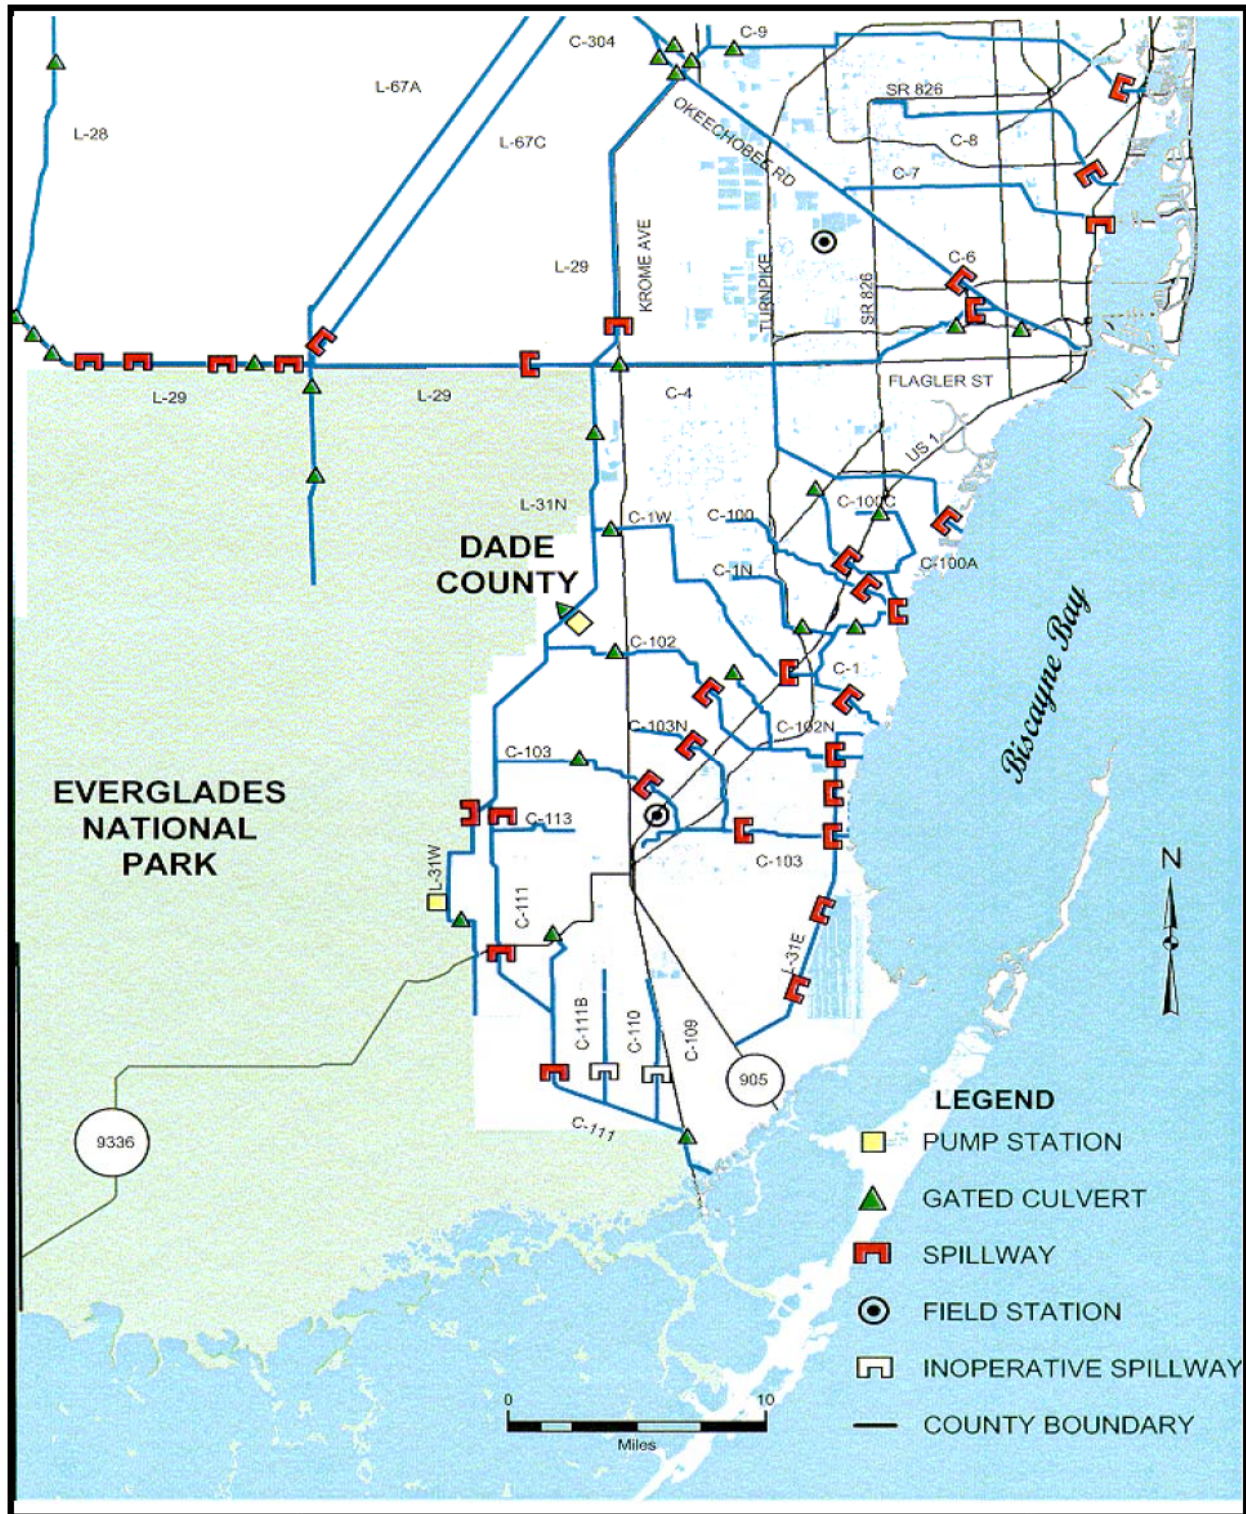 C-9
C-304
L-67A
SR 826
L-28
OKEECHOBEE RD
L-67C
C-8
C-7
KROME AVE
L-29
TURNPIKE
C-6
SR 826
FLAGLER ST
L-29
L-29
C-4
US 1
L-31N
C-1W
C-100
C-100C
DADE
COUNTY
C-1N
C-100A
Biscayne Bay
C-102
C-1
C-103N
C-102N
C-103
EVERGLADES
NATIONAL
PARK
C-113
L-31W
C-103
N
C-111
L-31E
C-111B
C-110
C-109
905
C-111
9336
LEGEND
PUMP STATION
GATED CULVERT
SPILLWAY
FIELD STATION
INOPERATIVE SPILLWAY
COUNTY BOUNDARY
0 10
Miles